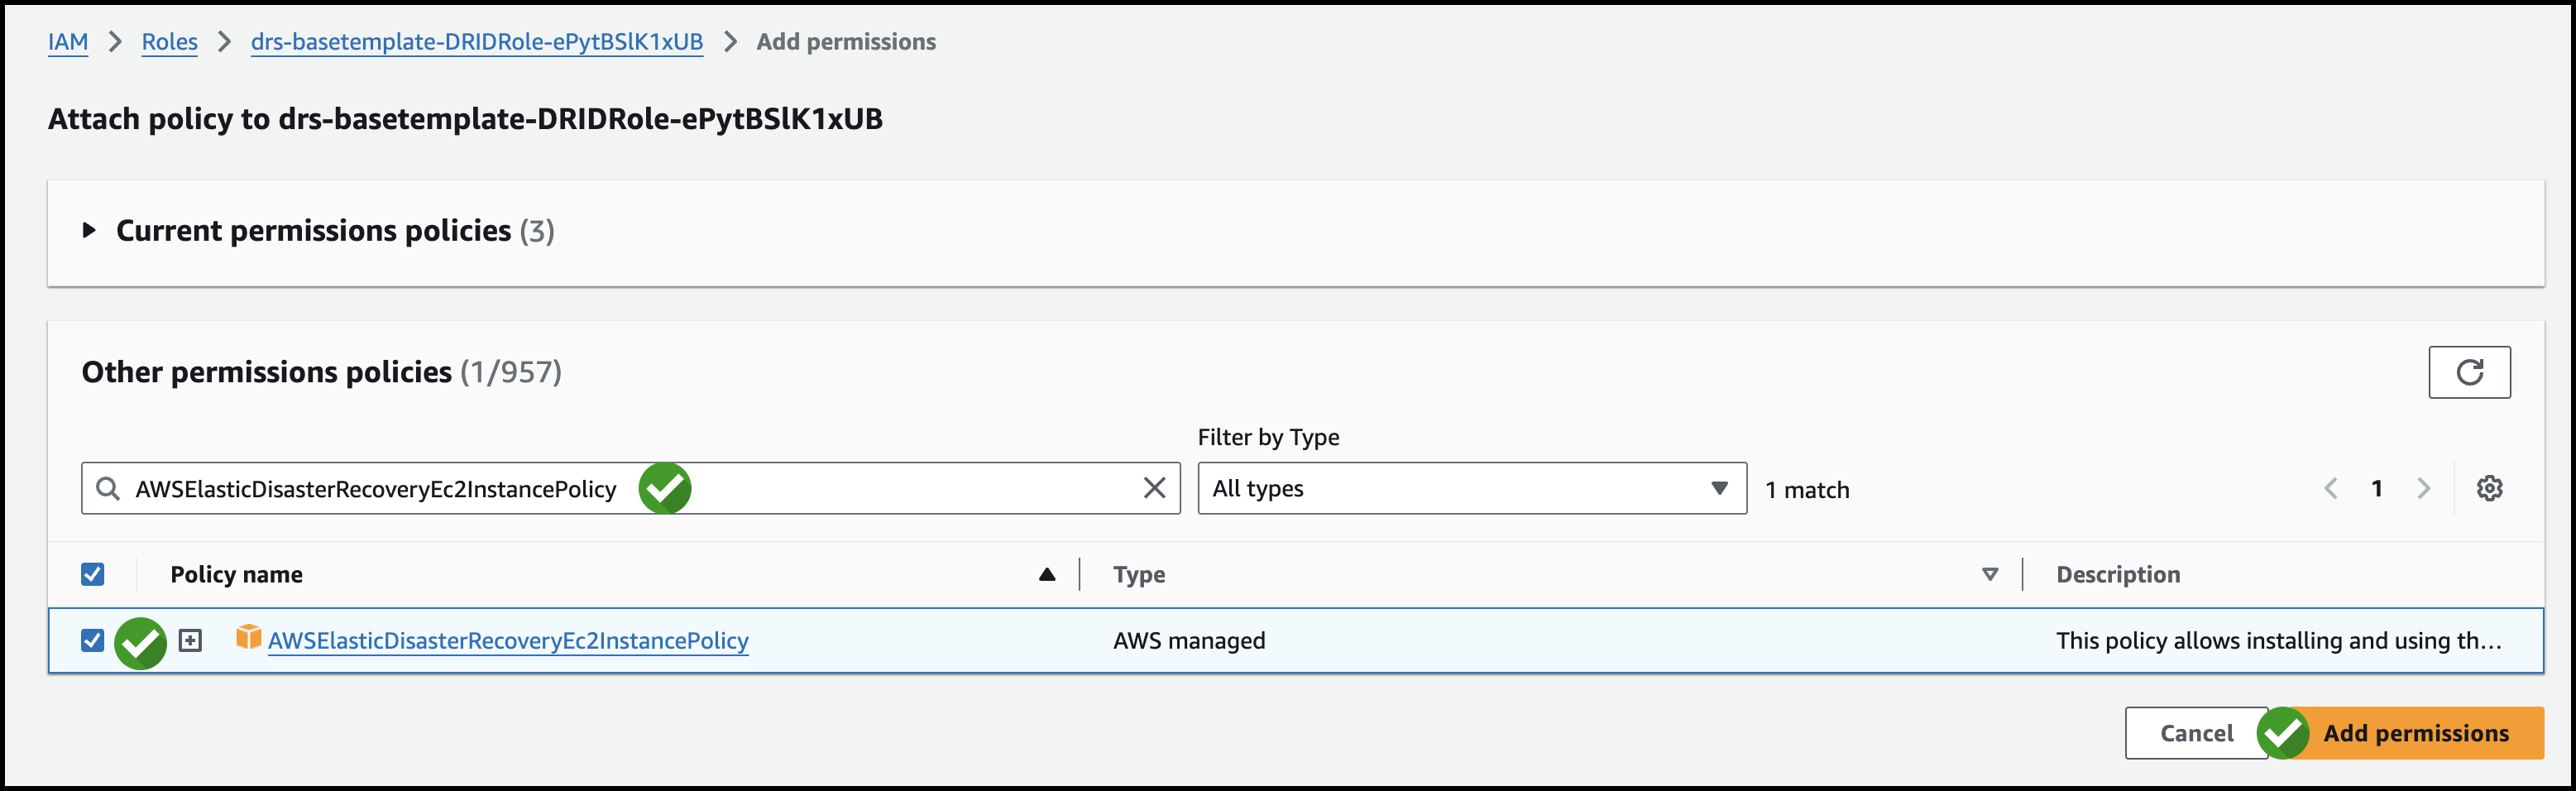 IAM > Roles > drs-basetemplate-DRIDRole-ePytBSlK1xUB > Add permissions
Attach policy to drs-basetemplate-DRIDRole-ePytBSlK1xUB
Current permissions policies (3)
Other permissions policies (1/957)
Filter by Type
AWSElasticDisasterRecoveryEc2InstancePolicy All types 1 match 1
Policy name Type Description
AWSElasticDisasterRecoveryEc2InstancePolicy AWS managed This policy allows installing and using th...
Cancel Add permissions